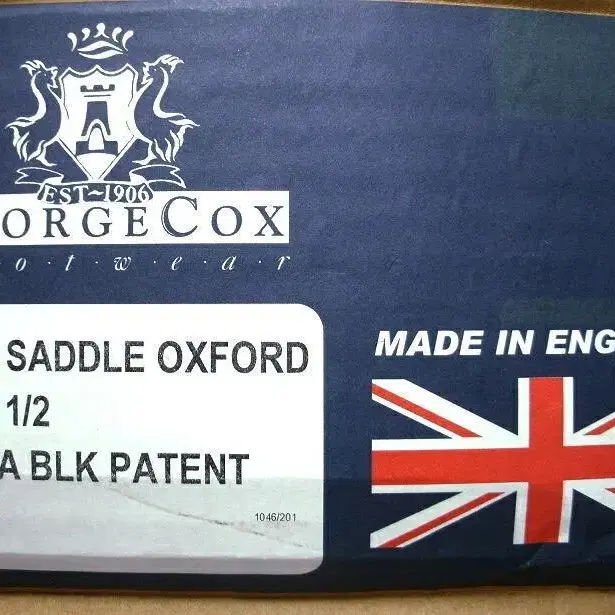 EST~1906
ORGECOX
o·t·w·e·a·r
SADDLE OXFORD
MADE IN ENG
1/2
A BLK PATENT
1046/201